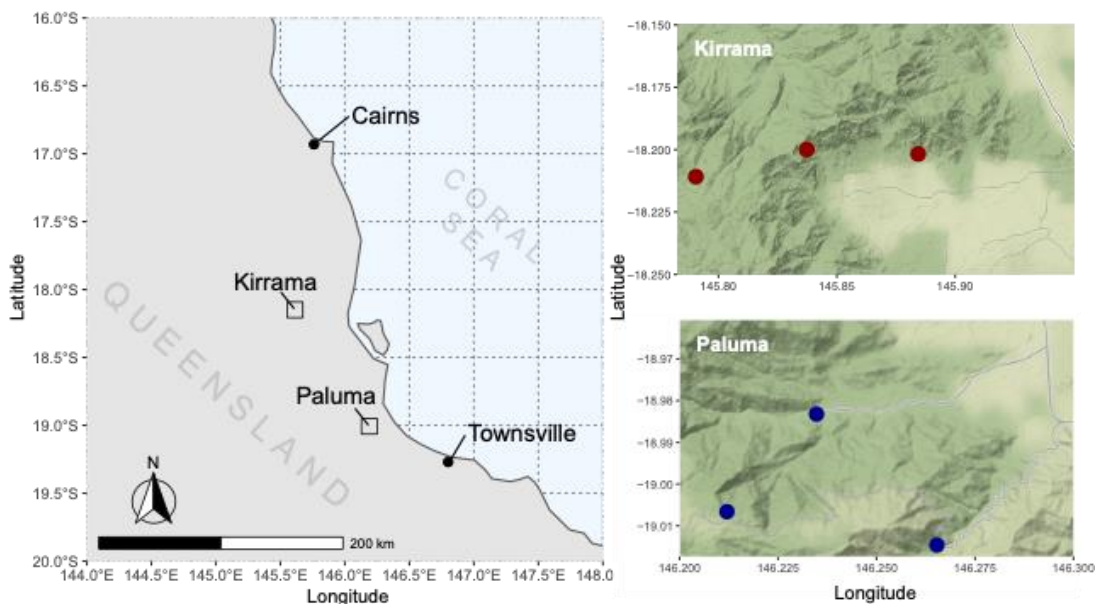 16.0°S
16.5°S
17.0°S
17.5°S
18.0°S
18.5°S
19.0°S
19.5°S
20.0°S
Latitude
Cairns
CORAL
SEA
Kirrama
QUEENSLAND
Paluma
Townsville
N
200 km
144.0°E 144.5°E 145.5°E 146.0°E 146.5°E 147.0°E 147.5°E 148.0°E
Longitude
Kirrama
−18.150
−18.175
−18.200
−18.225
−18.250
Latitude
145.80 145.85 145.90
Paluma
−18.97
−18.98
−18.99
−19.00
−19.01
Latitude
146.200 146.225 146.250 146.275 146.300
Longitude